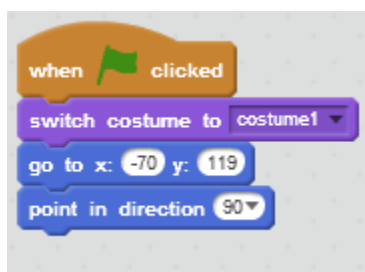 when clicked
switch costume to costume1
go to x: -70 y: 119
point in direction 90